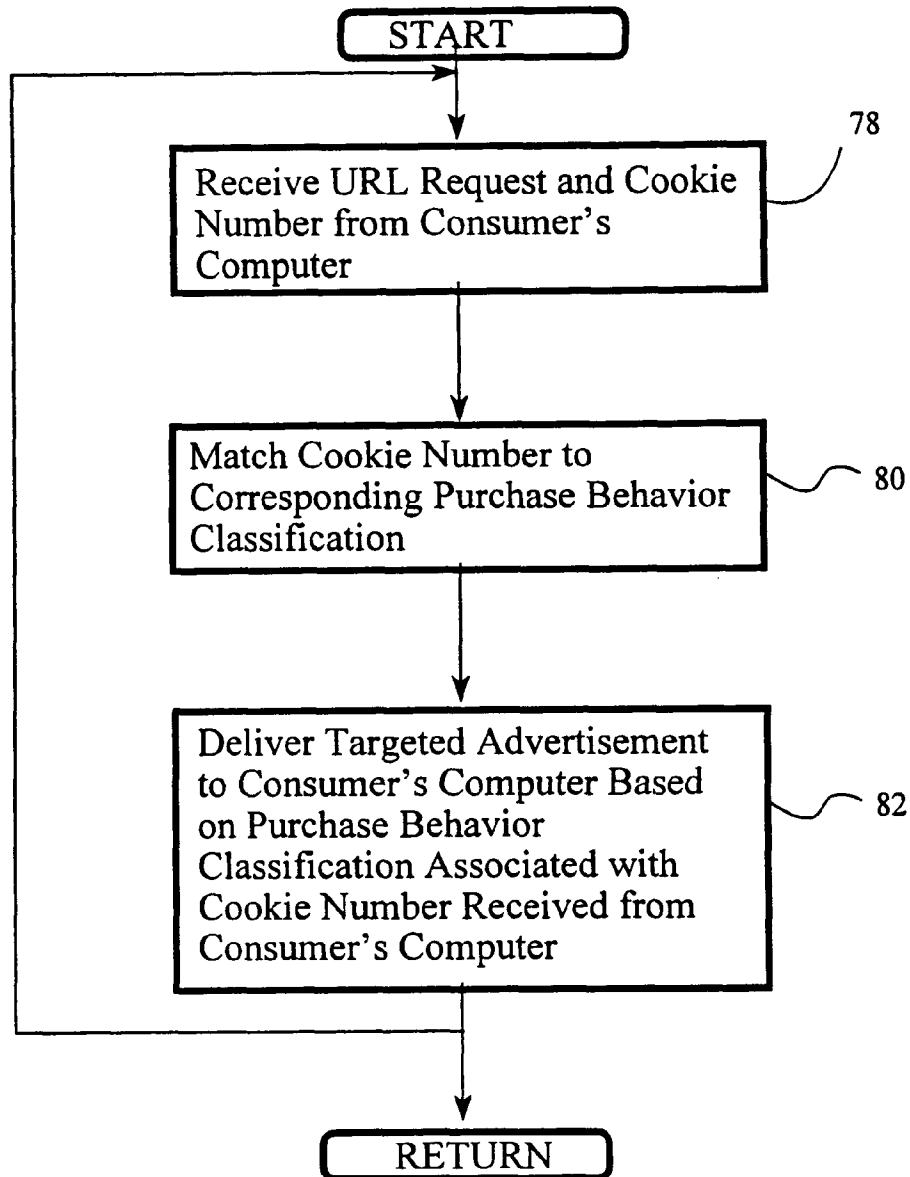 START
78
Receive URL Request and Cookie
Number from Consumer's
Computer
Match Cookie Number to
Corresponding Purchase Behavior
Classification
80
Deliver Targeted Advertisement
to Consumer's Computer Based
on Purchase Behavior
Classification Associated with
Cookie Number Received from
Consumer's Computer
82
RETURN